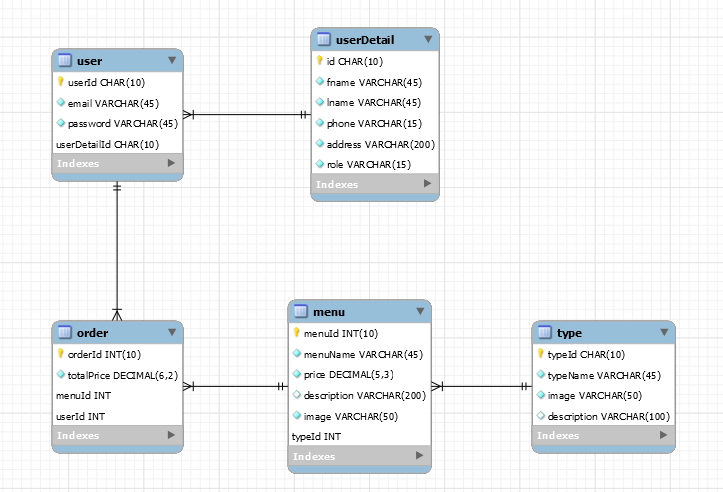 user
userId CHAR(10)
email VARCHAR(45)
password VARCHAR(45)
userDetailId CHAR(10)
Indexes
userDetail
id CHAR(10)
fname VARCHAR(45)
lname VARCHAR(45)
phone VARCHAR(15)
address VARCHAR(200)
role VARCHAR(15)
Indexes
order
orderId INT(10)
totalPrice DECIMAL(6,2)
menuId INT
userId INT
Indexes
menu
menuId INT(10)
menuName VARCHAR(45)
price DECIMAL(5,3)
description VARCHAR(200)
image VARCHAR(50)
typeId INT
Indexes
type
typeId CHAR(10)
typeName VARCHAR(45)
image VARCHAR(50)
description VARCHAR(100)
Indexes